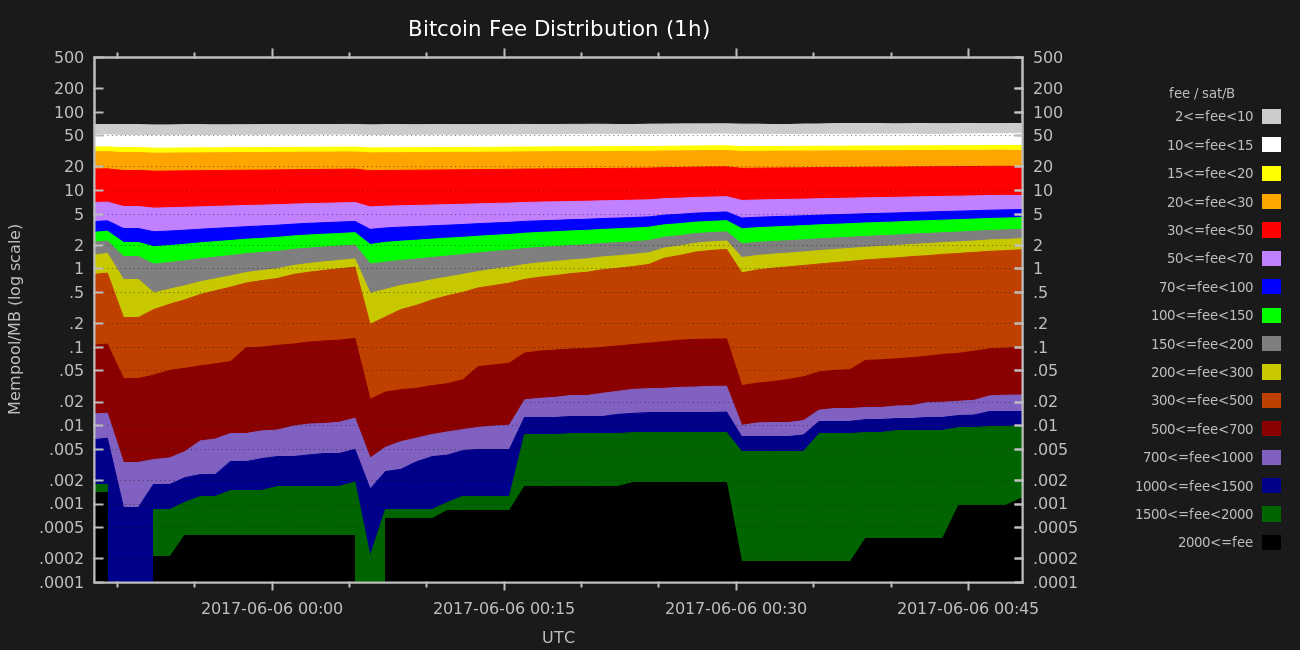 Bitcoin Fee Distribution (1h)
Mempool/MB (log scale)
500
200
100
50
20
10
5
2
1
.5
.2
.1
.05
.02
.01
.005
.002
.001
.0005
.0002
.0001
500
200
100
50
20
10
5
2
1
.5
.2
.1
.05
.02
.01
.005
.002
.001
.0005
.0002
.0001
2017-06-06 00:00
2017-06-06 00:15
2017-06-06 00:30
2017-06-06 00:45
UTC
fee / sat/B
2<=fee<10
10<=fee<15
15<=fee<20
20<=fee<30
30<=fee<50
50<=fee<70
70<=fee<100
100<=fee<150
150<=fee<200
200<=fee<300
300<=fee<500
500<=fee<700
700<=fee<1000
1000<=fee<1500
1500<=fee<2000
2000<=fee